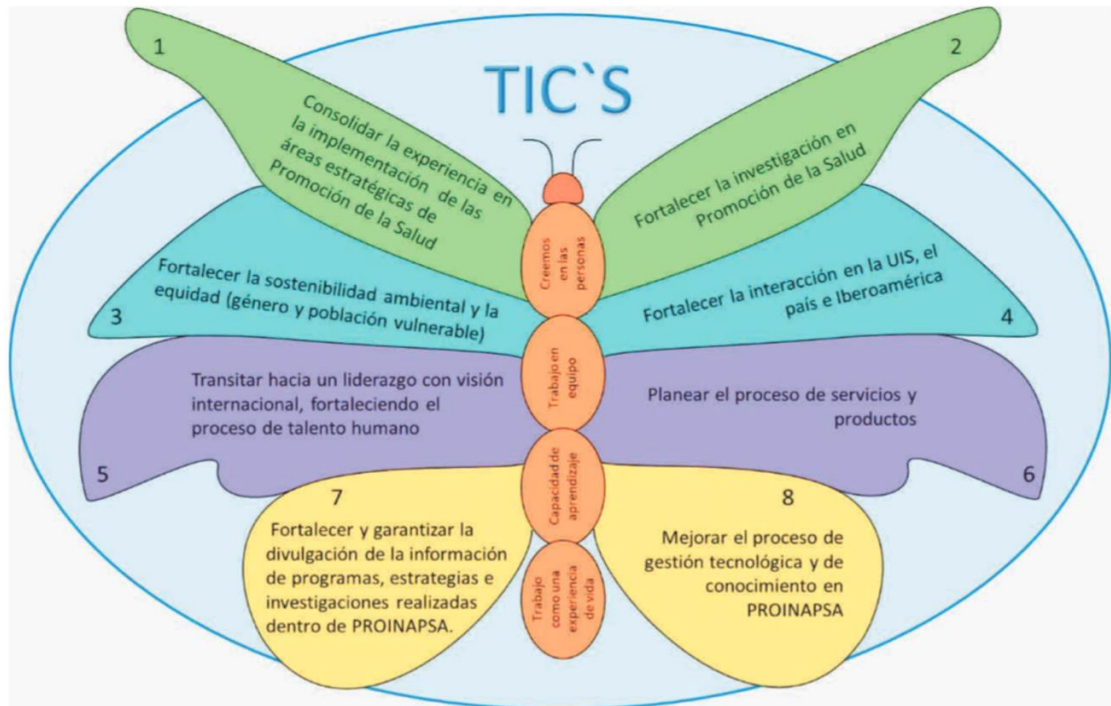 TIC`S
1
Consolidar la experiencia en
la implementación de las
áreas estratégicas de
Promoción de la Salud
2
Fortalecer la investigación en
Promoción de la Salud
3
Fortalecer la sostenibilidad ambiental y la
equidad (género y población vulnerable)
4
Fortalecer la interacción en la UIS, el
país e Iberoamérica
5
Transitar hacia un liderazgo con visión
internacional, fortaleciendo el
proceso de talento humano
6
Planear el proceso de servicios y
productos
7
Fortalecer y garantizar la
divulgación de la información
de programas, estrategias e
investigaciones realizadas
dentro de PROINAPSA.
8
Mejorar el proceso de
gestión tecnológica y de
conocimiento en
PROINAPSA
Creemos
en las
personas
Trabajo en
equipo
Capacidad de
aprendizaje
Trabajo
como una
experiencia
de vida